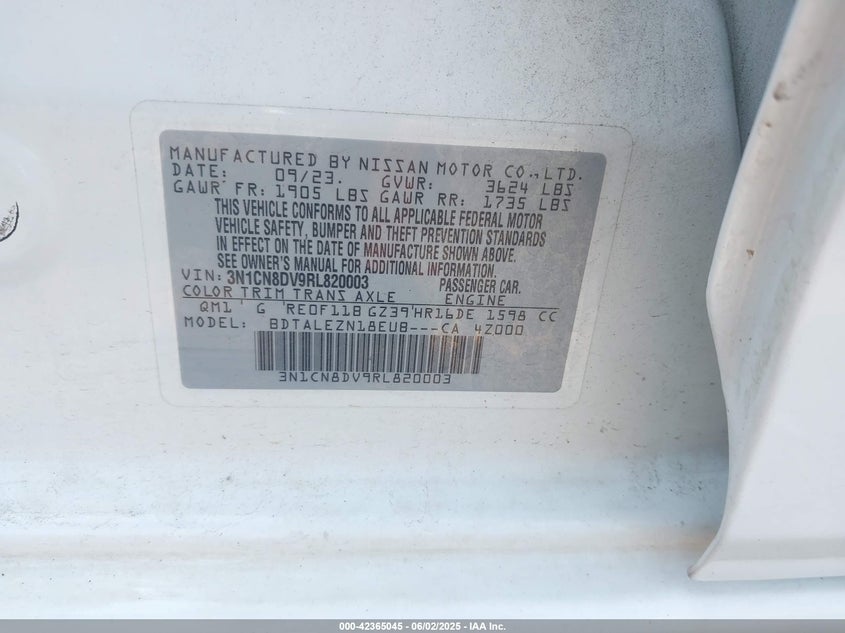 MANUFACTURED BY NISSAN MOTOR CO., LTD.
DATE: 09/23. GVWR: 3624 LBS
GAWR FR: 1905 LBS GAWR RR: 1735 LBS
THIS VEHICLE CONFORMS TO ALL APPLICABLE FEDERAL MOTOR
VEHICLE SAFETY, BUMPER AND THEFT PREVENTION STANDARDS
IN EFFECT ON THE DATE OF MANUFACTURE SHOWN ABOVE.
SEE OWNER'S MANUAL FOR ADDITIONAL INFORMATION.
VIN: 3N1CN8DV9RL820003 PASSENGER CAR.
COLOR TRIM TRANS AXLE ENGINE
QM1 ' G 'RE0F11B GZ39'HR16DE 1598 CC
MODEL: BDTALEZN18EUB---CA 4Z000
3N1CN8DV9RL820003
000-42365045 - 06/02/2025 - IAA Inc.